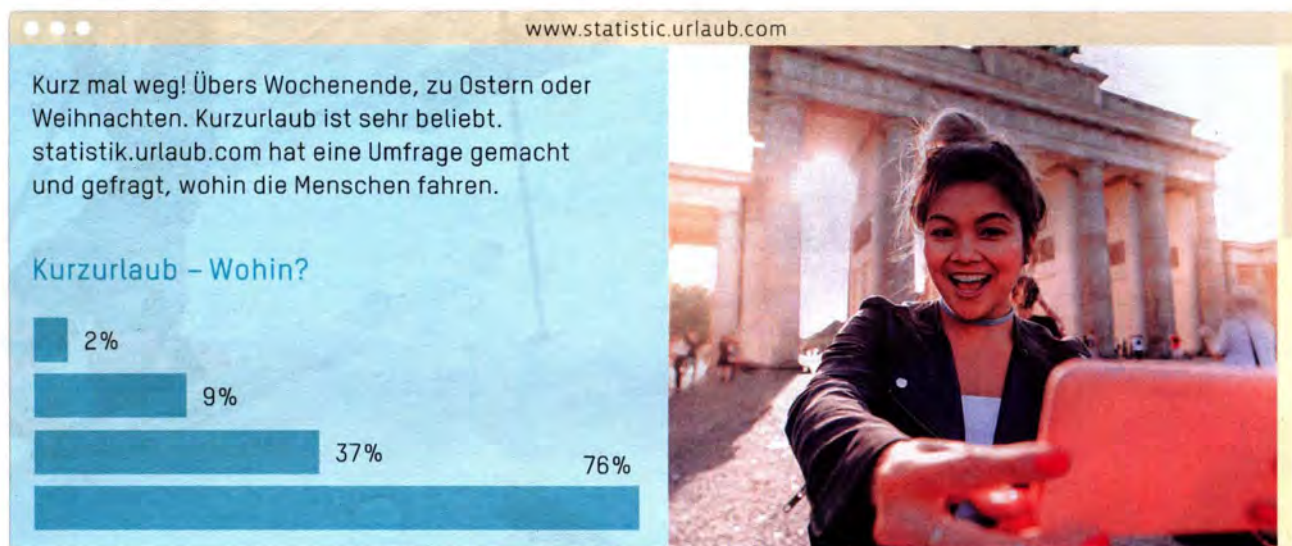 www.statistic.urlaub.com
Kurz mal weg! Übers Wochenende, zu Ostern oder
Weihnachten. Kurzurlaub ist sehr beliebt.
statistik.urlaub.com hat eine Umfrage gemacht
und gefragt, wohin die Menschen fahren.
Kurzurlaub – Wohin?
2%
9%
37%
76%